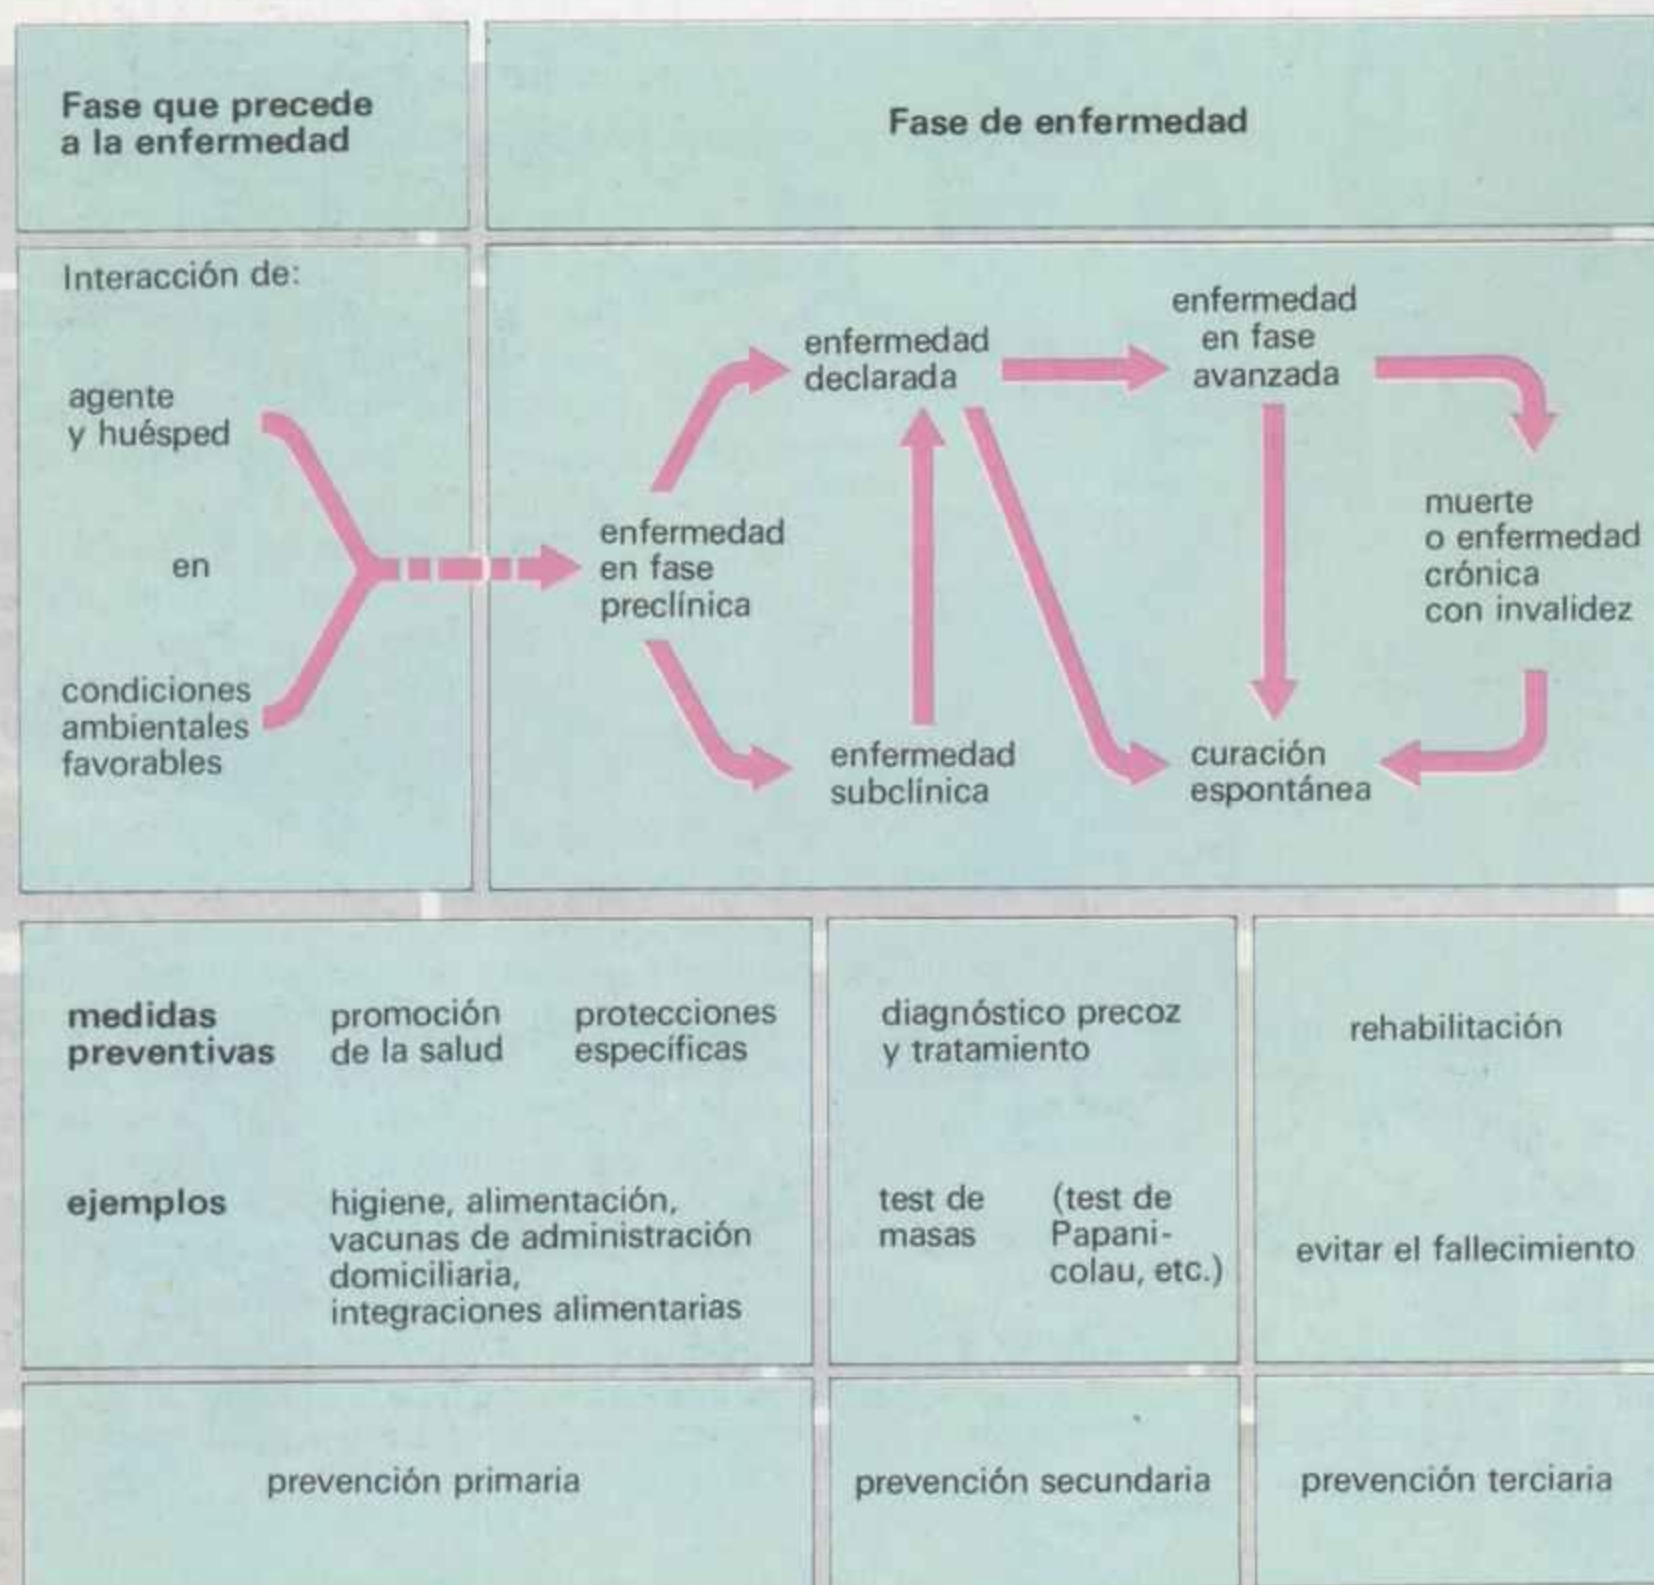 Fase que precede
a la enfermedad
Fase de enfermedad
Interacción de:
agente
y huésped
en
condiciones
ambientales
favorables
enfermedad
en fase
preclínica
enfermedad
declarada
enfermedad
subclínica
enfermedad
en fase
avanzada
curación
espontánea
muerte
o enfermedad
crónica
con invalidez
medidas
preventivas
promoción
de la salud
protecciones
específicas
ejemplos
higiene, alimentación,
vacunas de administración
domiciliaria,
integraciones alimentarias
diagnóstico precoz
y tratamiento
test de
masas
(test de
Papani-
colau, etc.)
rehabilitación
evitar el fallecimiento
prevención primaria
prevención secundaria
prevención terciaria